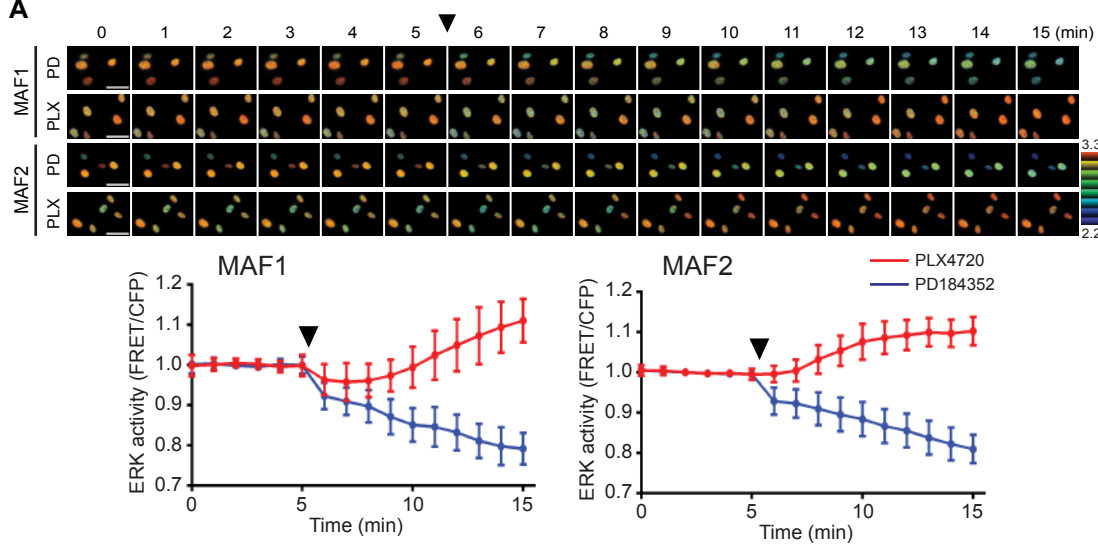 A
0 1 2 3 4 5 6 7 8 9 10 11 12 13 14 15 (min)
MAF1
PD
PLX
MAF2
PD
PLX
3.3
2.2
MAF1
ERK activity (FRET/CFP)
1.2
1.1
1.0
0.9
0.8
0.7
0 5 10 15
Time (min)
MAF2
PLX4720
PD184352
ERK activity (FRET/CFP)
1.2
1.1
1.0
0.9
0.8
0.7
0 5 10 15
Time (min)